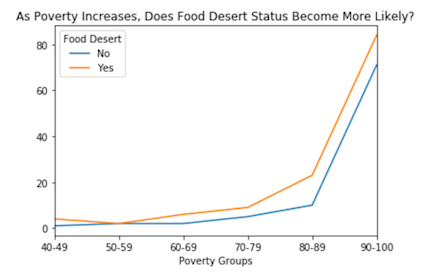 As Poverty Increases, Does Food Desert Status Become More Likely?
Food Desert
No
Yes
80
60
40
20
0
40-49 50-59 60-69 70-79 80-89 90-100
Poverty Groups